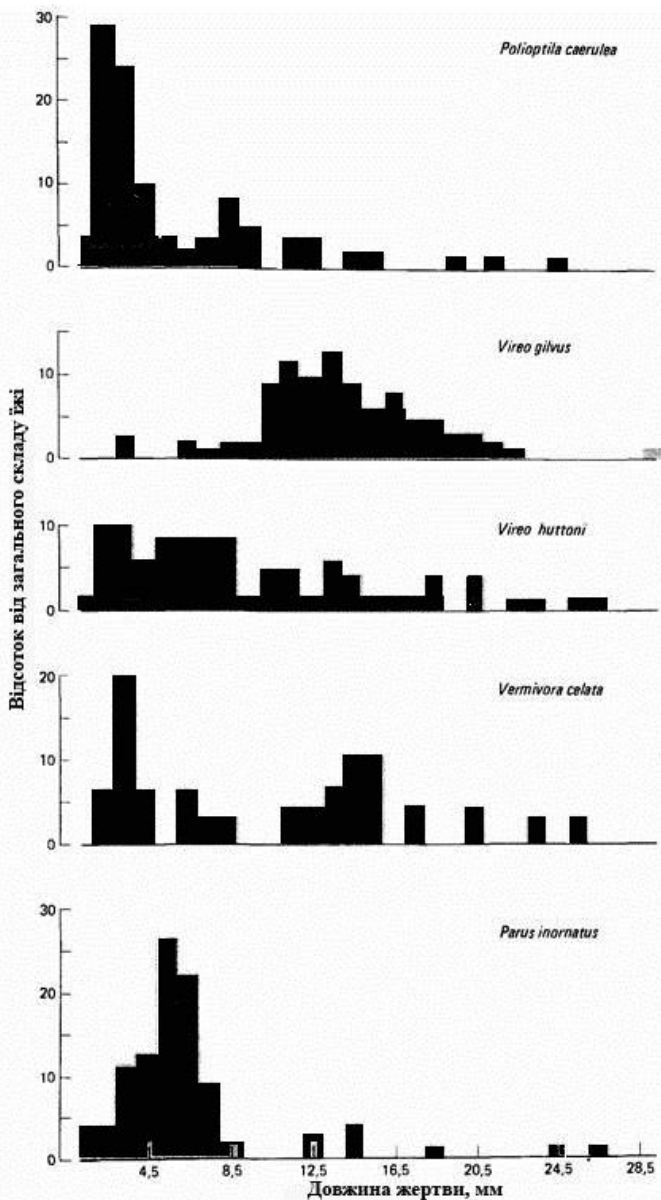 Відсоток від загального складу їжі
30
20
10
0
Polioptila caerulea
10
0
Vireo gilvus
10
0
Vireo huttoni
20
10
0
Vermivora celata
30
20
10
0
Parus inornatus
4,5 8,5 12,5 16,5 20,5 24,5 28,5
Довжина жертви, мм